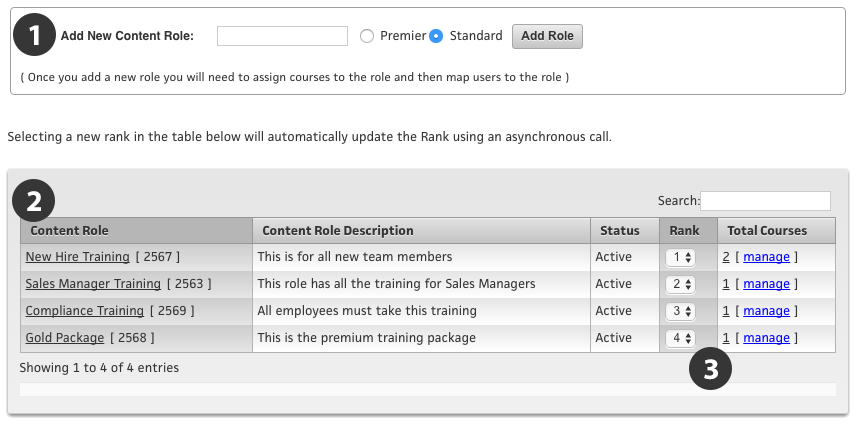 1 Add New Content Role: Premier Standard Add Role
( Once you add a new role you will need to assign courses to the role and then map users to the role )
Selecting a new rank in the table below will automatically update the Rank using an asynchronous call.
2
Search:
Content Role Content Role Description Status Rank Total Courses
New Hire Training [ 2567 ] This is for all new team members Active 1 2 [ manage ]
Sales Manager Training [ 2563 ] This role has all the training for Sales Managers Active 2 1 [ manage ]
Compliance Training [ 2569 ] All employees must take this training Active 3 1 [ manage ]
Gold Package [ 2568 ] This is the premium training package Active 4 1 [ manage ]
Showing 1 to 4 of 4 entries
3